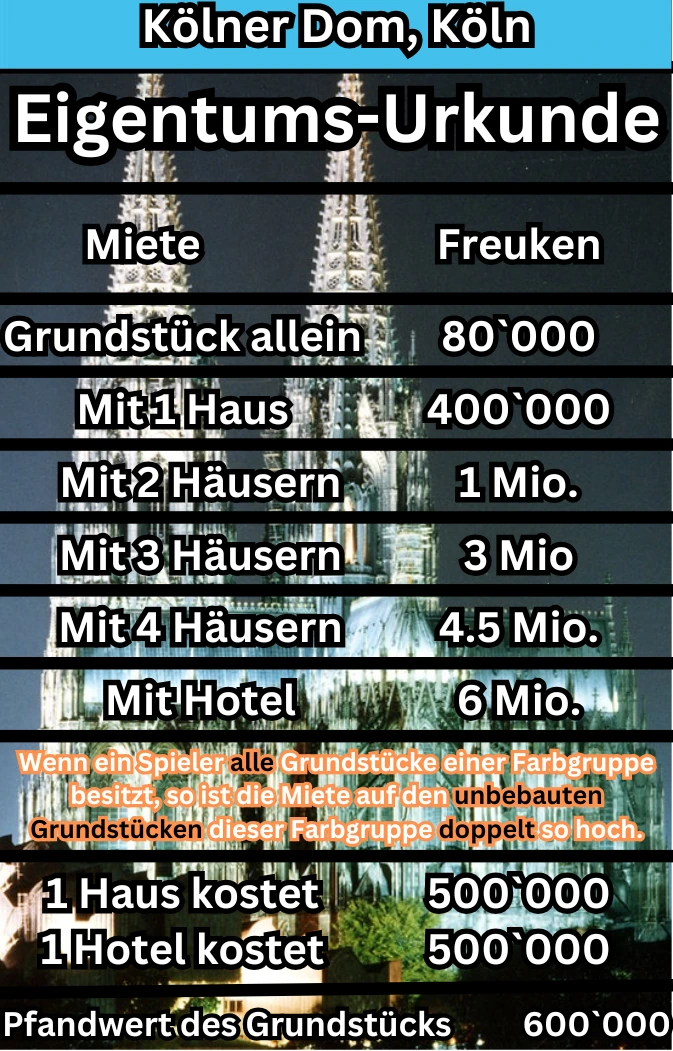 Kölner Dom, Köln
Eigentums-Urkunde
Miete Freuken
Grundstück allein 80`000
Mit 1 Haus 400`000
Mit 2 Häusern 1 Mio.
Mit 3 Häusern 3 Mio
Mit 4 Häusern 4.5 Mio.
Mit Hotel 6 Mio.
Wenn ein Spieler alle Grundstücke einer Farbgruppe
besitzt, so ist die Miete auf den unbebauten
Grundstücken dieser Farbgruppe doppelt so hoch.
1 Haus kostet 500`000
1 Hotel kostet 500`000
Pfandwert des Grundstücks 600`000